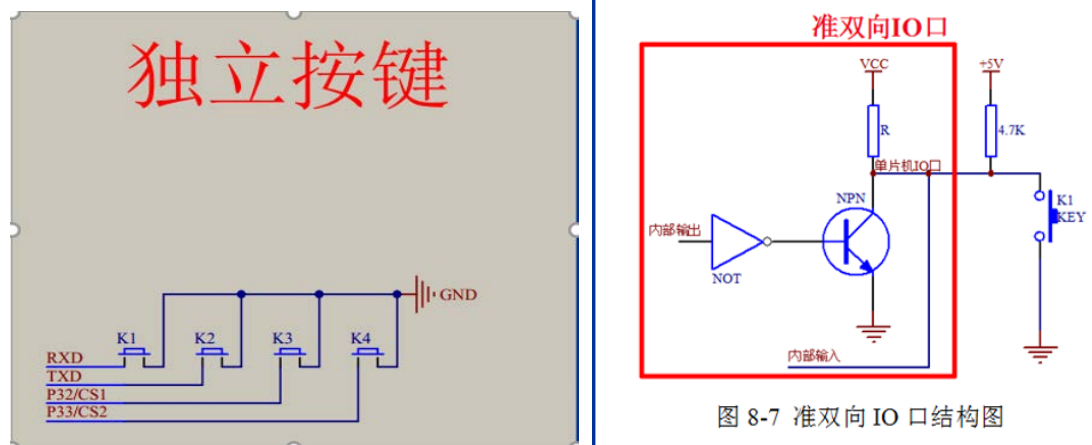 独立按键
K1
K2
K3
K4
GND
RXD
TXD
P32/CS1
P33/CS2
准双向IO口
VCC
+5V
R
4.7K
单片机IO口
NPN
K1
KEY
内部输出
NOT
内部输入
图 8-7 准双向 IO 口结构图